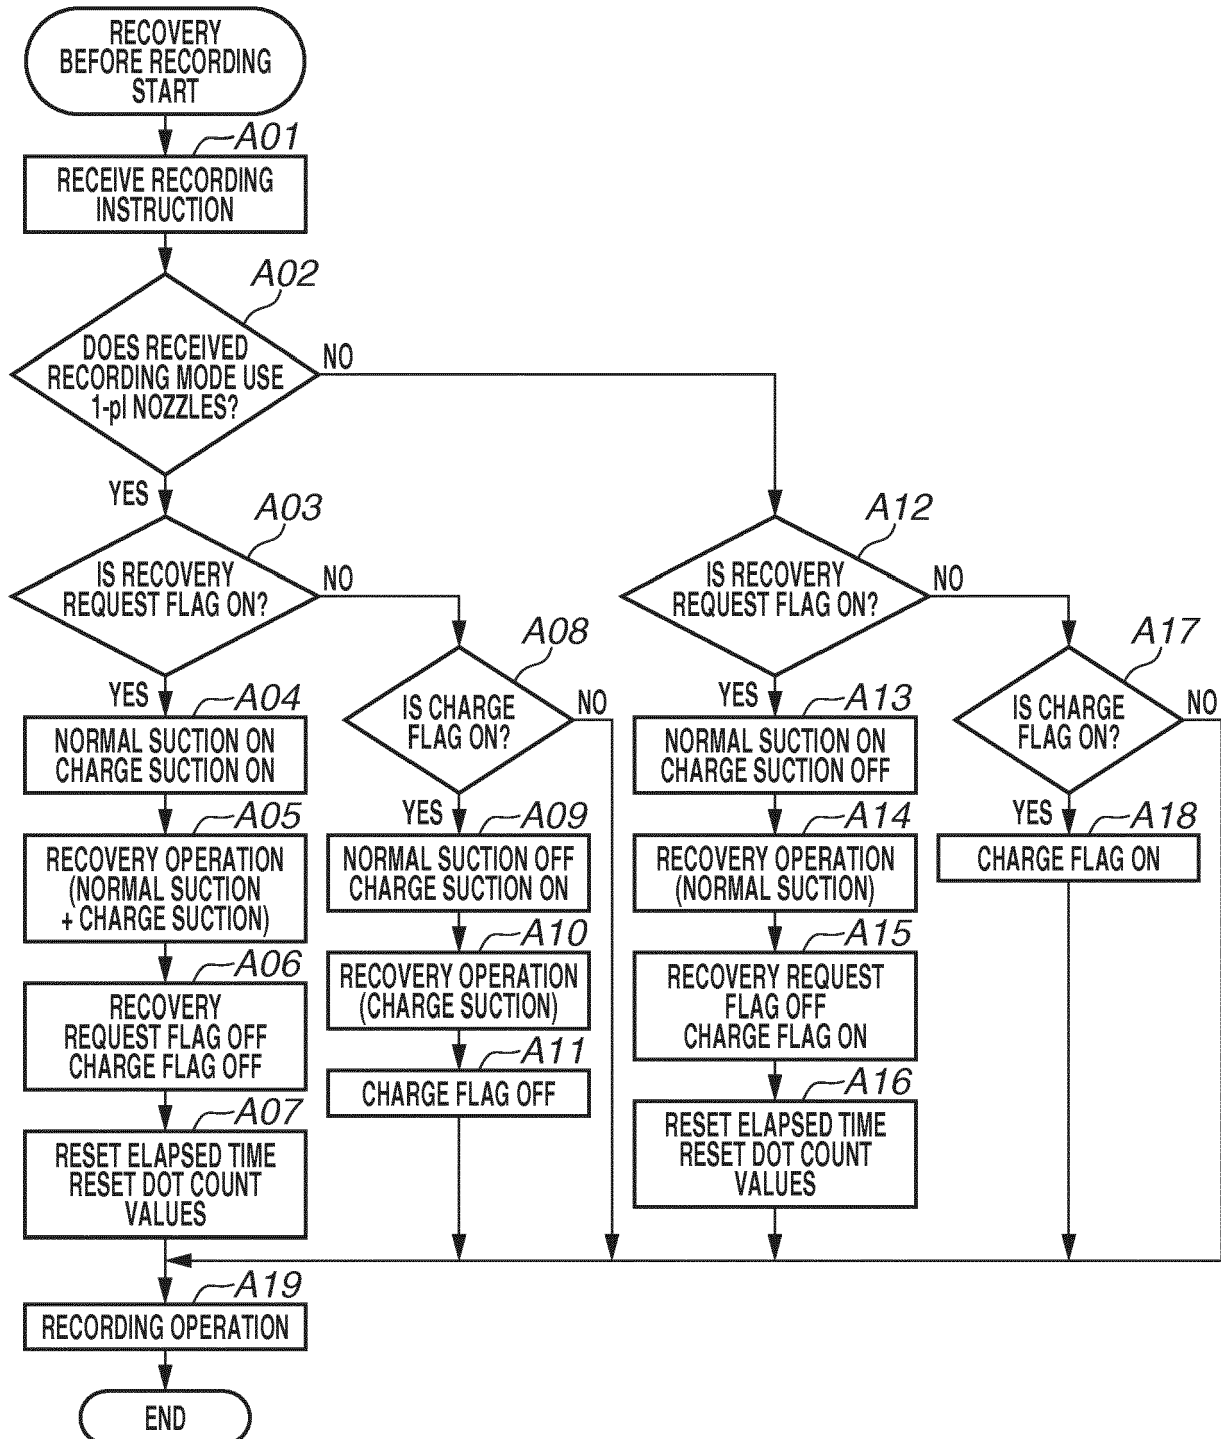 RECOVERY
BEFORE RECORDING
START
A01
RECEIVE RECORDING
INSTRUCTION
A02
DOES RECEIVED
RECORDING MODE USE
1-pl NOZZLES?
NO
YES
A03
IS RECOVERY
REQUEST FLAG ON?
NO
YES
A04
NORMAL SUCTION ON
CHARGE SUCTION ON
A05
RECOVERY OPERATION
(NORMAL SUCTION
+ CHARGE SUCTION)
A06
RECOVERY
REQUEST FLAG OFF
CHARGE FLAG OFF
A07
RESET ELAPSED TIME
RESET DOT COUNT
VALUES
A08
IS CHARGE
FLAG ON?
NO
YES
A09
NORMAL SUCTION OFF
CHARGE SUCTION ON
A10
RECOVERY OPERATION
(CHARGE SUCTION)
A11
CHARGE FLAG OFF
A12
IS RECOVERY
REQUEST FLAG ON?
NO
YES
A13
NORMAL SUCTION ON
CHARGE SUCTION OFF
A14
RECOVERY OPERATION
(NORMAL SUCTION)
A15
RECOVERY REQUEST
FLAG OFF
CHARGE FLAG ON
A16
RESET ELAPSED TIME
RESET DOT COUNT
VALUES
A17
IS CHARGE
FLAG ON?
NO
YES
A18
CHARGE FLAG ON
A19
RECORDING OPERATION
END